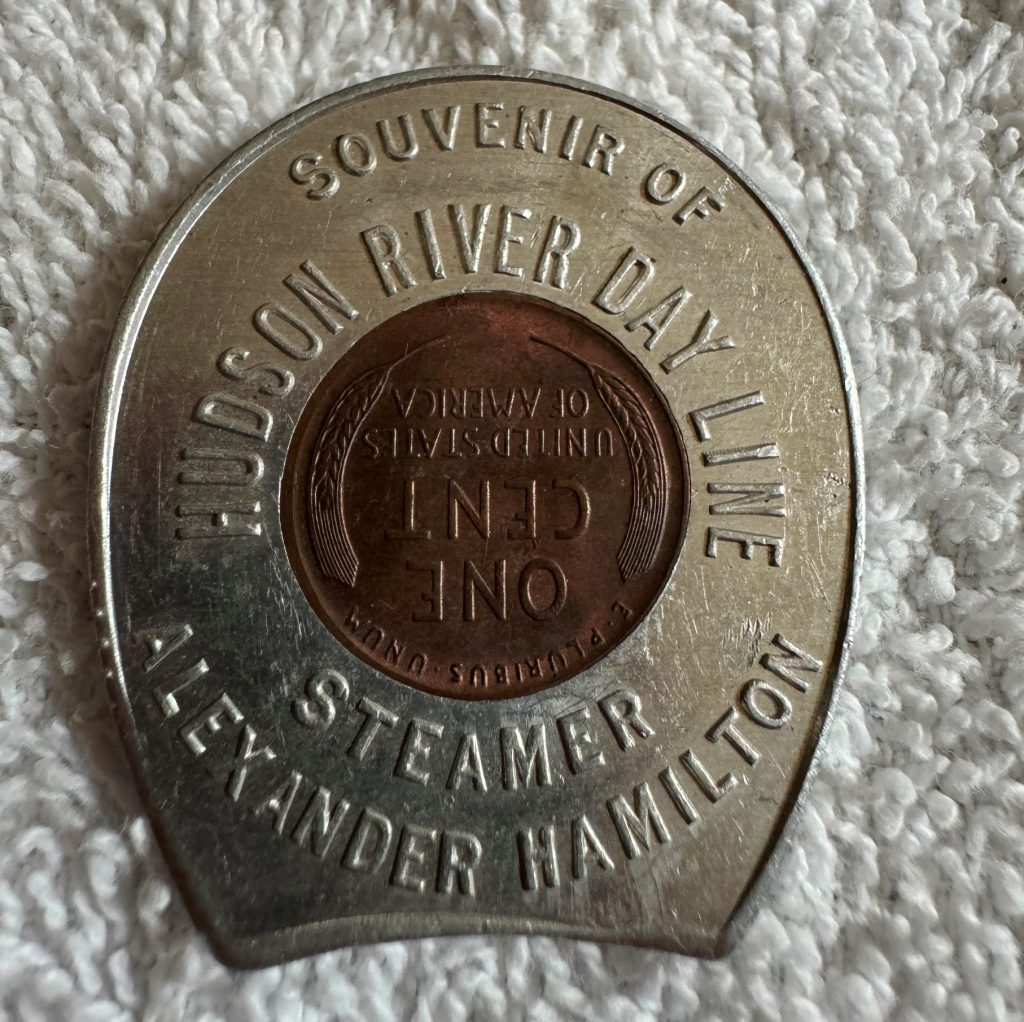 SOUVENIR OF
HUDSON RIVER DAY LINE
E·PLURIBUS·UNUM
ONE
CENT
UNITED STATES
OF AMERICA
STEAMER
ALEXANDER HAMILTON